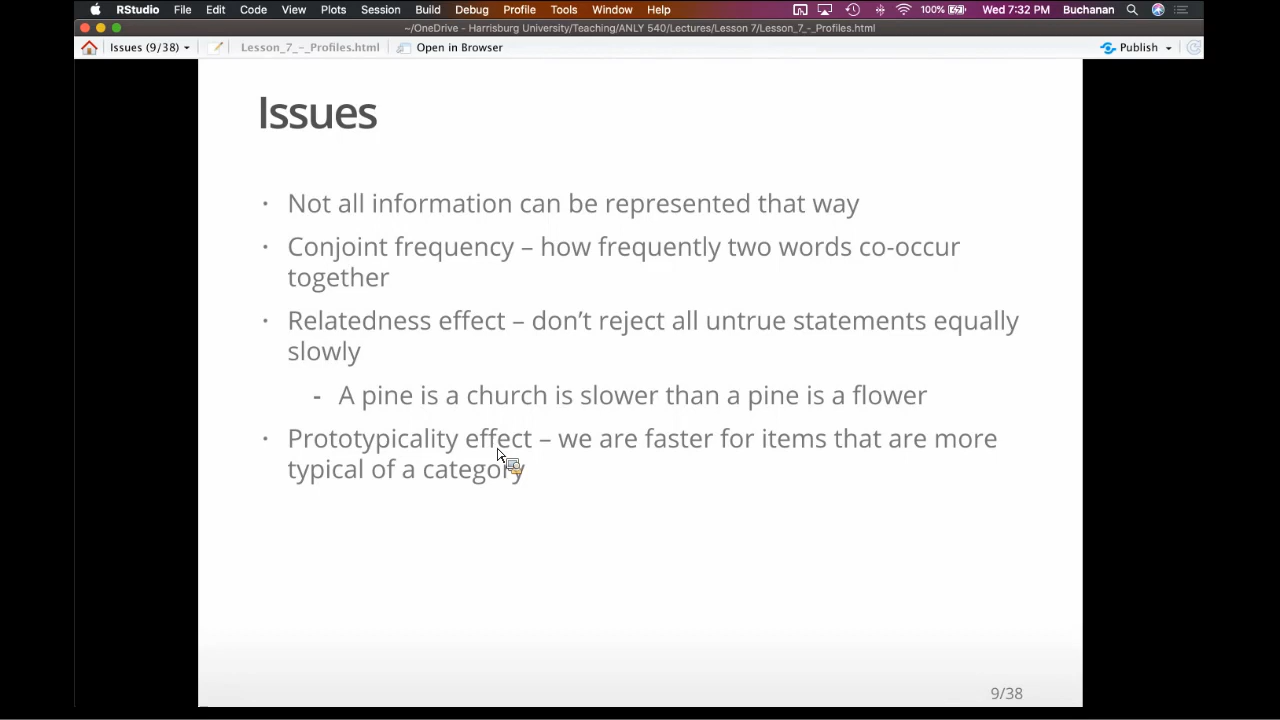 RStudio File Edit Code View Plots Session Build Debug Profile Tools Window Help 100% Wed 7:32 PM Buchanan
~/OneDrive - Harrisburg University/Teaching/ANLY 540/Lectures/Lesson 7/Lesson_7_-_Profiles.html
Issues (9/38) Lesson_7_-_Profiles.html Open in Browser Publish
Issues
· Not all information can be represented that way
· Conjoint frequency – how frequently two words co-occur
together
· Relatedness effect – don’t reject all untrue statements equally
slowly
- A pine is a church is slower than a pine is a flower
· Prototypicality effect – we are faster for items that are more
typical of a category
9/38